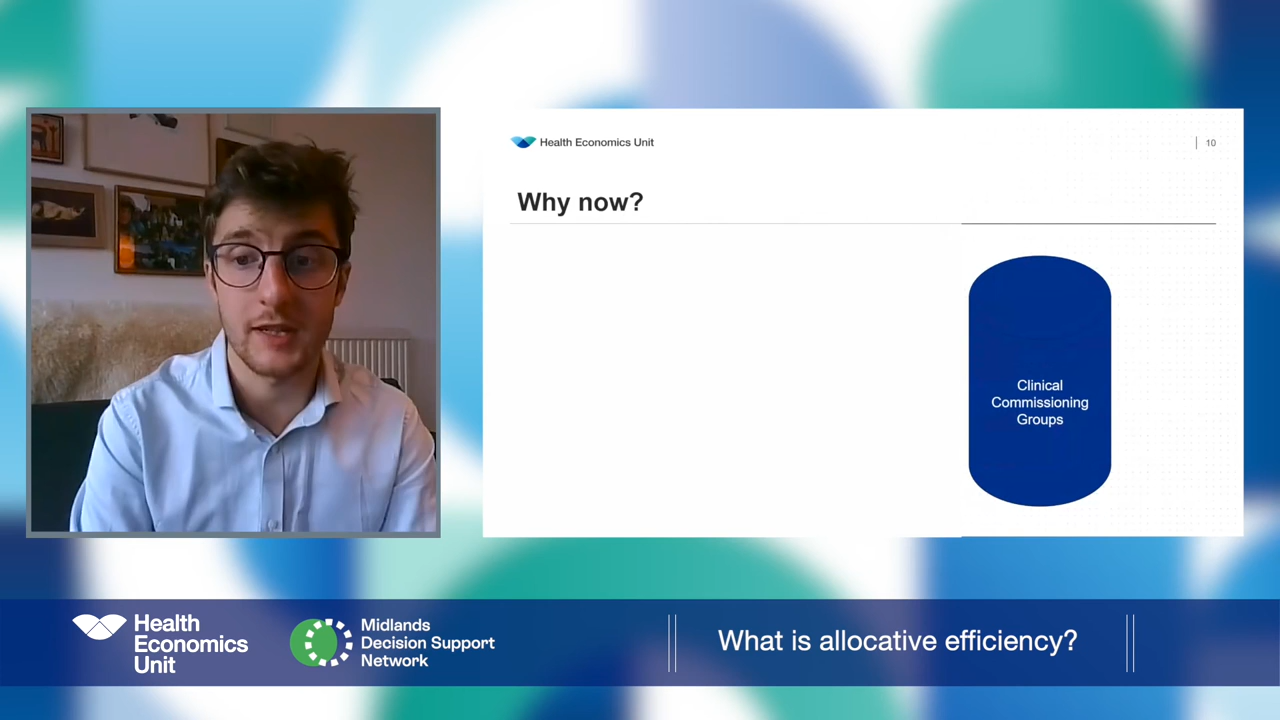 Health Economics Unit
10
Why now?
Clinical
Commissioning
Groups
Health
Economics
Unit
Midlands
Decision Support
Network
What is allocative efficiency?